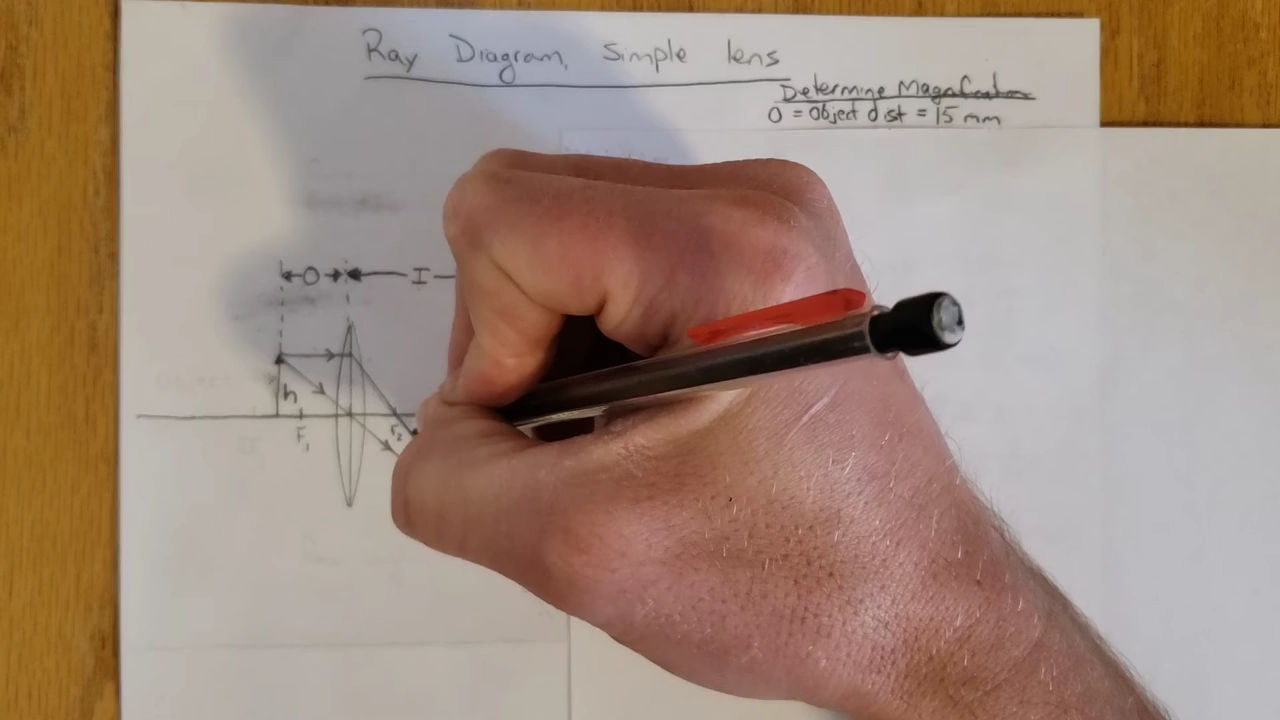 Ray Diagram, Simple lens
Determine Magnification
O = Object dist = 15 mm
O I
h
F₁ F₂